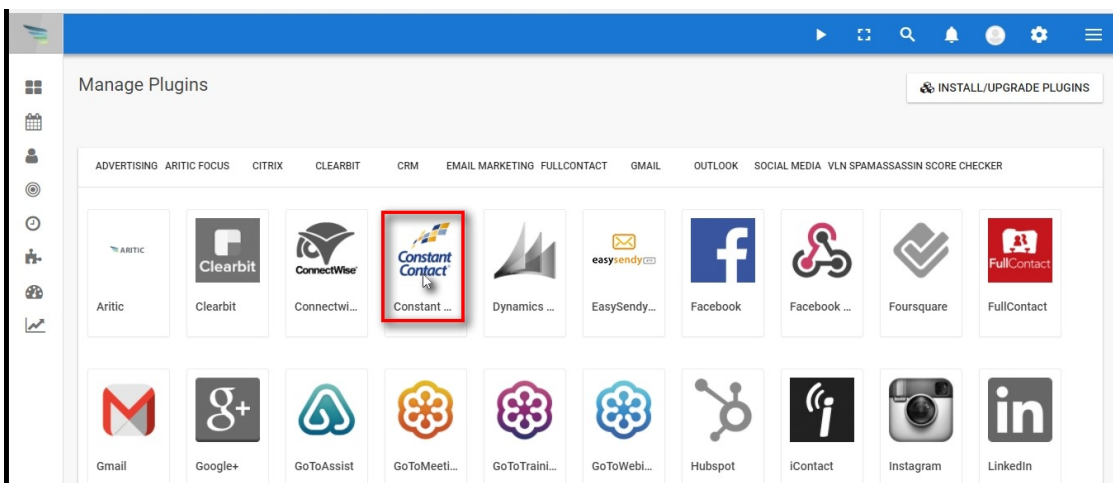 Manage Plugins
INSTALL/UPGRADE PLUGINS
ADVERTISING ARITIC FOCUS CITRIX CLEARBIT CRM EMAIL MARKETING FULLCONTACT GMAIL OUTLOOK SOCIAL MEDIA VLN SPAMASSASSIN SCORE CHECKER
ARITIC
Clearbit
ConnectWise
Constant
Contact
easysendy
FullContact
Aritic Clearbit Connectwi... Constant ... Dynamics ... EasySendy... Facebook Facebook ... Foursquare FullContact
Gmail Google+ GoToAssist GoToMeeti... GoToTraini... GoToWebi... Hubspot iContact Instagram LinkedIn